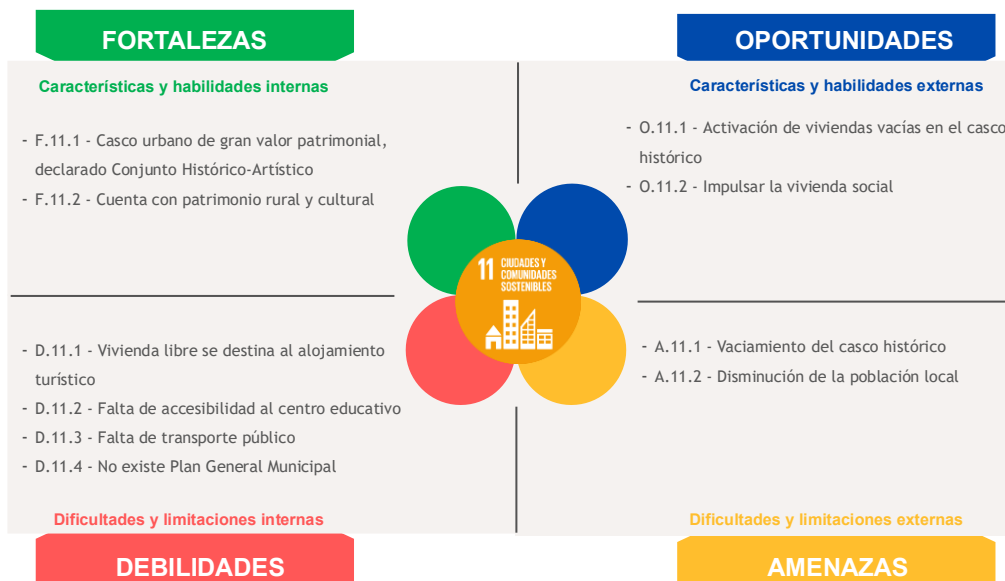 FORTALEZAS
Características y habilidades internas
- F.11.1 - Casco urbano de gran valor patrimonial,
declarado Conjunto Histórico-Artístico
- F.11.2 - Cuenta con patrimonio rural y cultural
OPORTUNIDADES
Características y habilidades externas
- O.11.1 - Activación de viviendas vacías en el casco
histórico
- O.11.2 - Impulsar la vivienda social
11 CIUDADES Y
COMUNIDADES
SOSTENIBLES
- D.11.1 - Vivienda libre se destina al alojamiento
turístico
- D.11.2 - Falta de accesibilidad al centro educativo
- D.11.3 - Falta de transporte público
- D.11.4 - No existe Plan General Municipal
Dificultades y limitaciones internas
DEBILIDADES
- A.11.1 - Vaciamiento del casco histórico
- A.11.2 - Disminución de la población local
Dificultades y limitaciones externas
AMENAZAS